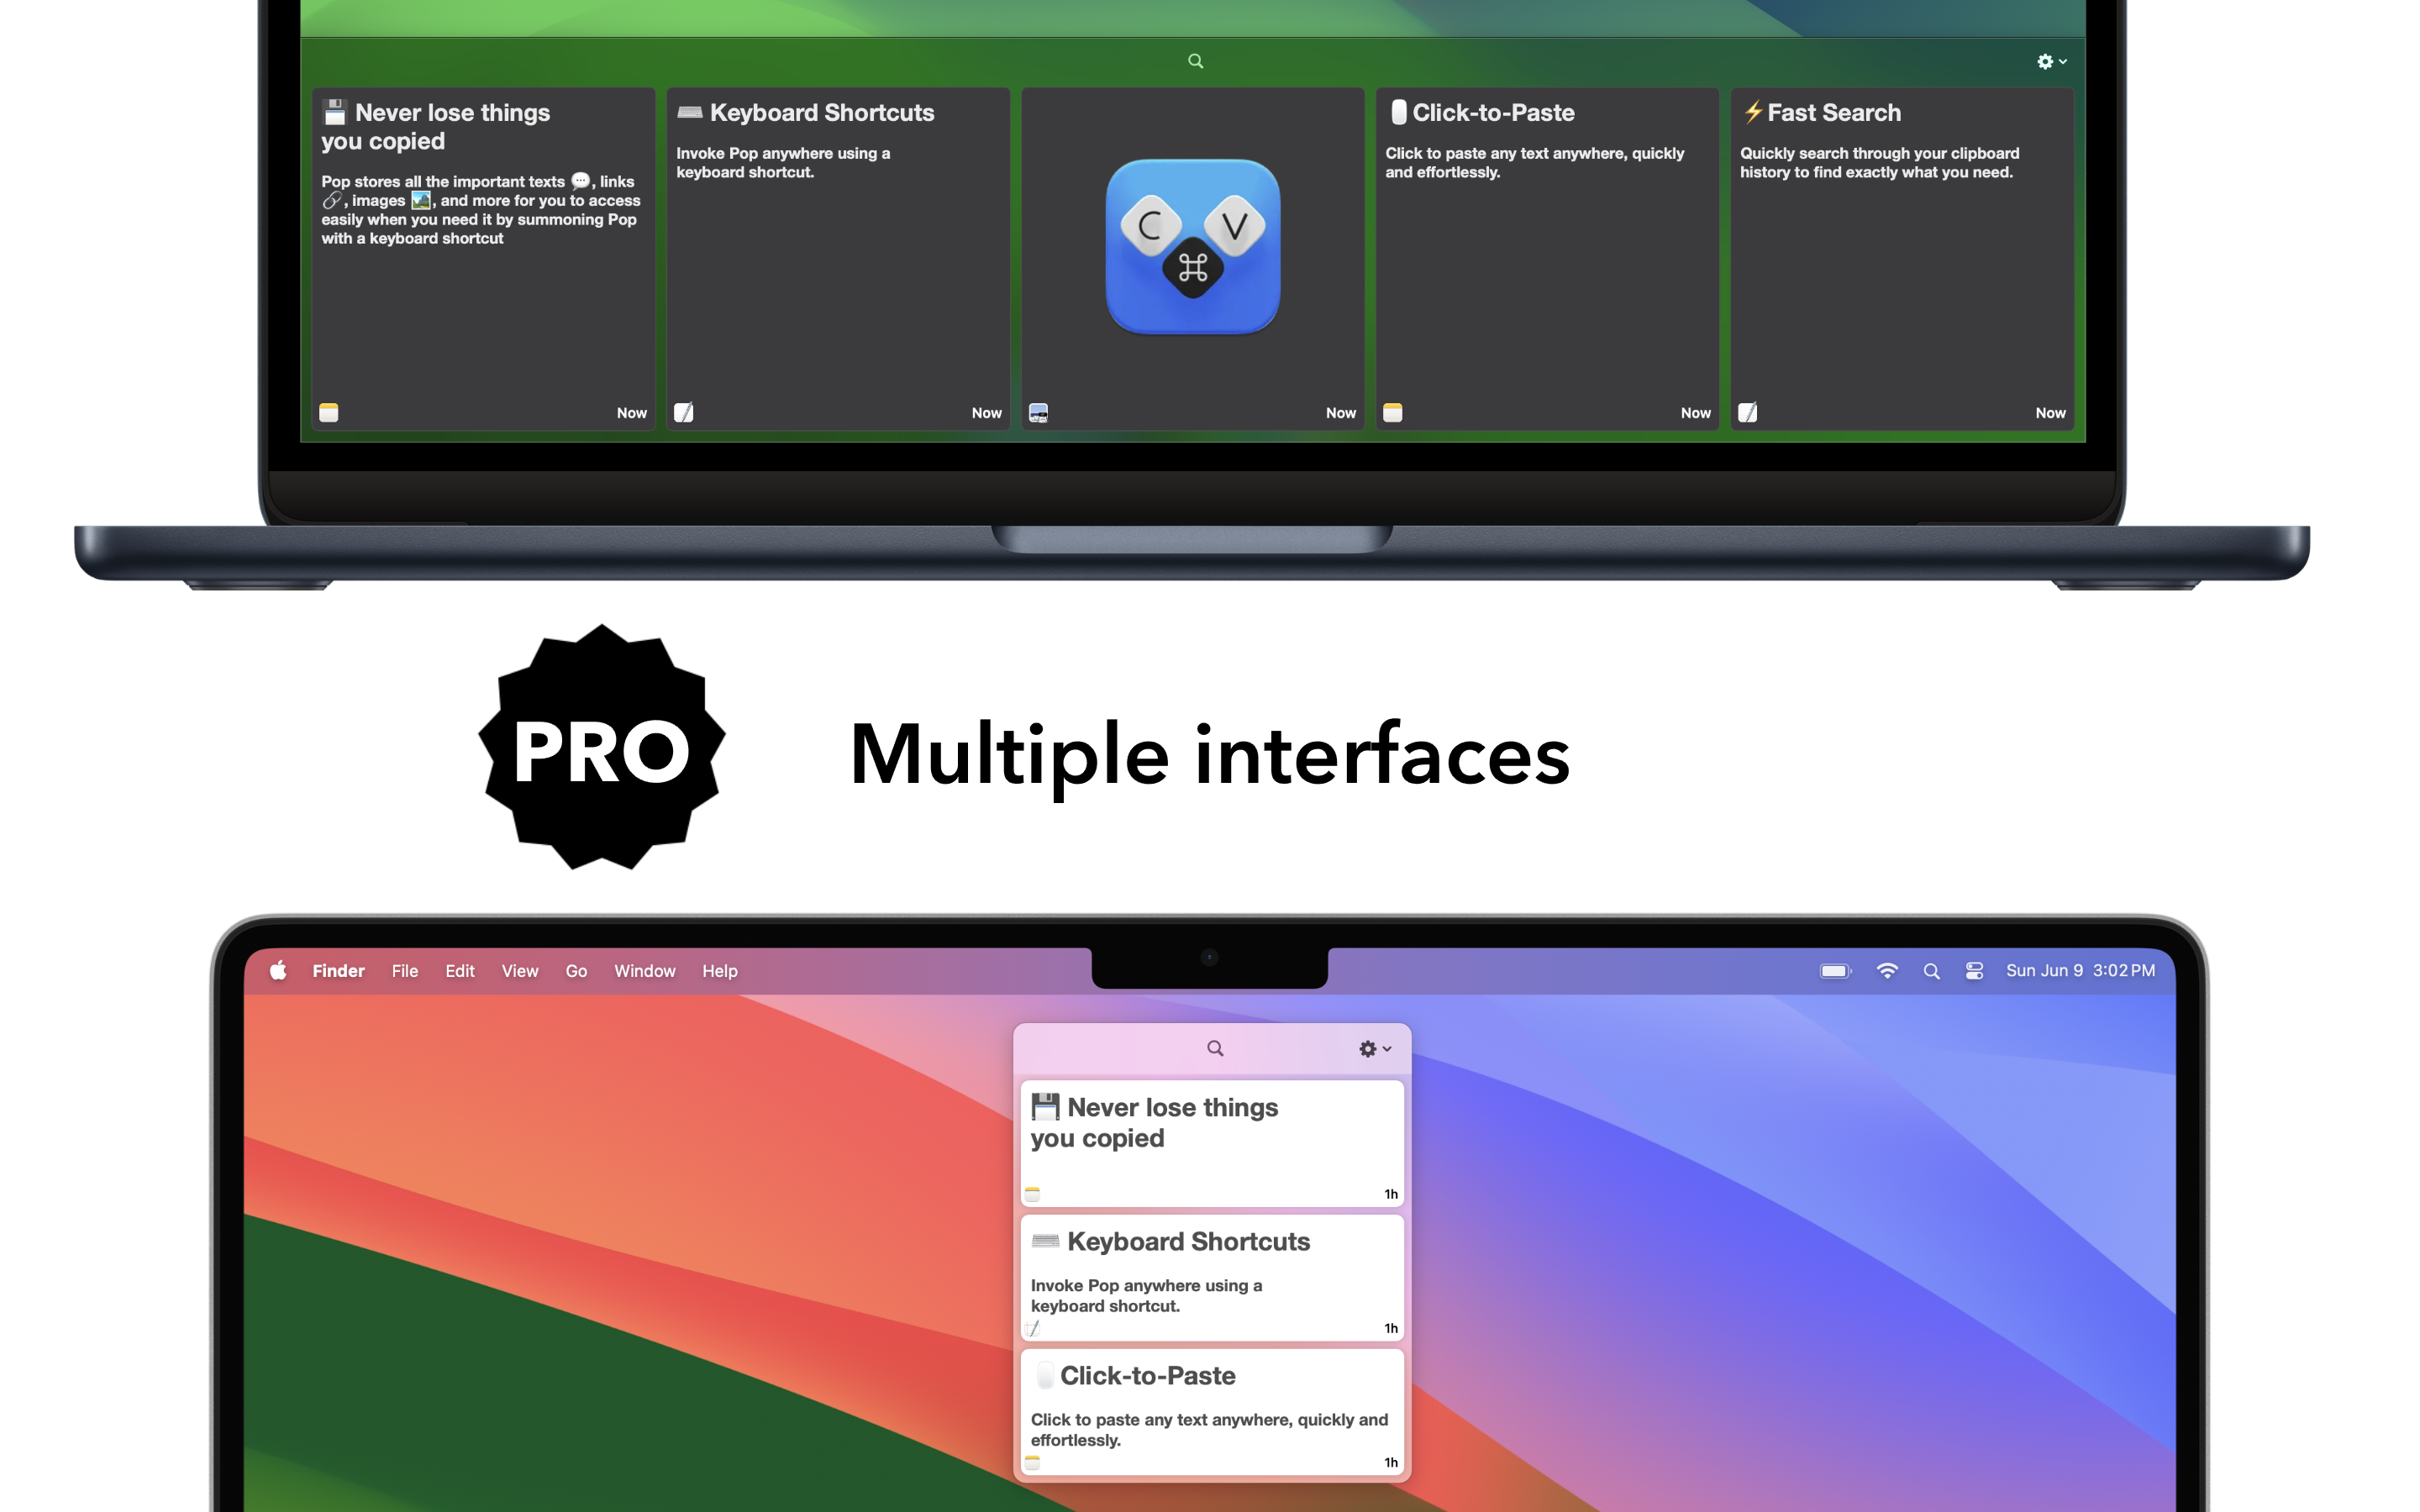 💾 Never lose things
you copied
Pop stores all the important texts 💬, links
🔗, images 🖼️, and more for you to access
easily when you need it by summoning Pop
with a keyboard shortcut
Now
⌨️ Keyboard Shortcuts
Invoke Pop anywhere using a
keyboard shortcut.
Now
C V
⌘
Now
Click-to-Paste
Click to paste any text anywhere, quickly
and effortlessly.
Now
⚡Fast Search
Quickly search through your clipboard
history to find exactly what you need.
Now
PRO
Multiple interfaces
Finder File Edit View Go Window Help
Sun Jun 9 3:02 PM
💾 Never lose things
you copied
1h
⌨️ Keyboard Shortcuts
Invoke Pop anywhere using a
keyboard shortcut.
1h
Click-to-Paste
Click to paste any text anywhere, quickly and
effortlessly.
1h